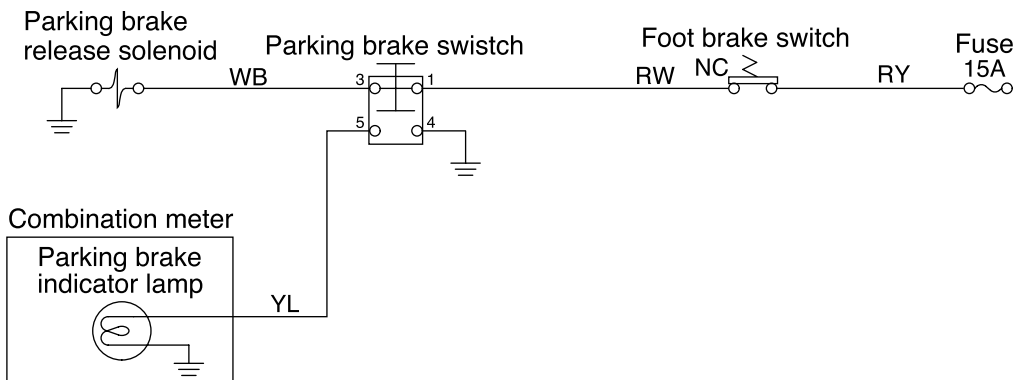 Parking brake
release solenoid
Parking brake swistch
Foot brake switch
Fuse
15A
WB
3
1
RW
NC
RY
5
4
Combination meter
Parking brake
indicator lamp
YL